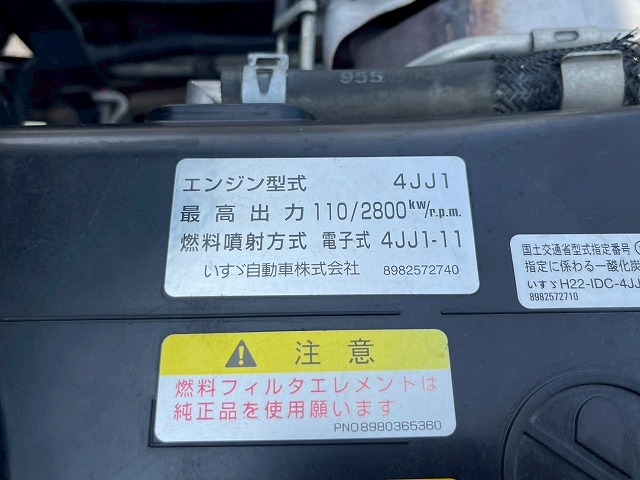 955
エンジン型式 4JJ1
最高出力 110/2800kw/r.p.m.
燃料噴射方式 電子式 4JJ1-11
いすゞ自動車株式会社 8982572740
国土交通省型式指定番号
指定に係わる一酸化炭
いすゞH22-IDC-4JJ
8982572710
注意
燃料フィルタエレメントは
純正品を使用願います
PNO8980365360